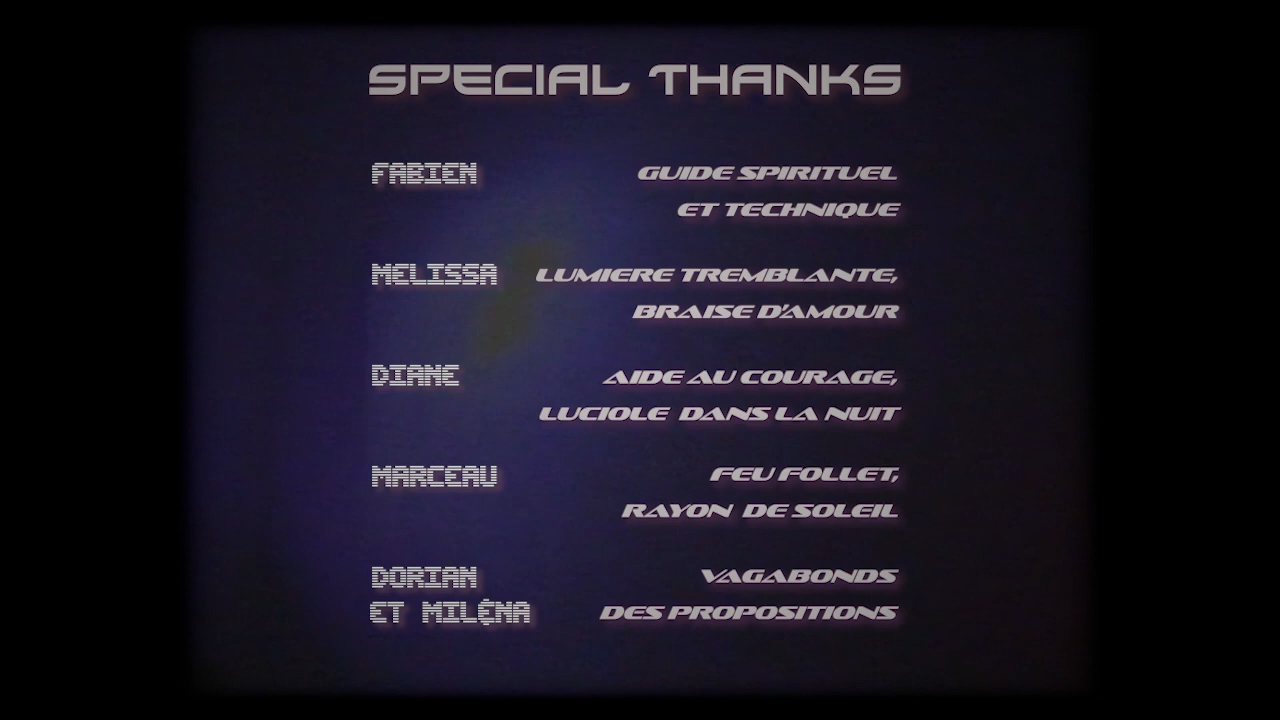 SPECIAL THANKS
FABIEN GUIDE SPIRITUEL
ET TECHNIQUE
MELISSA LUMIERE TREMBLANTE,
BRAISE D'AMOUR
DIANE AIDE AU COURAGE,
LUCIOLE DANS LA NUIT
MARCEAU FEU FOLLET,
RAYON DE SOLEIL
DORIAN VAGABONDS
ET MILÉNA DES PROPOSITIONS